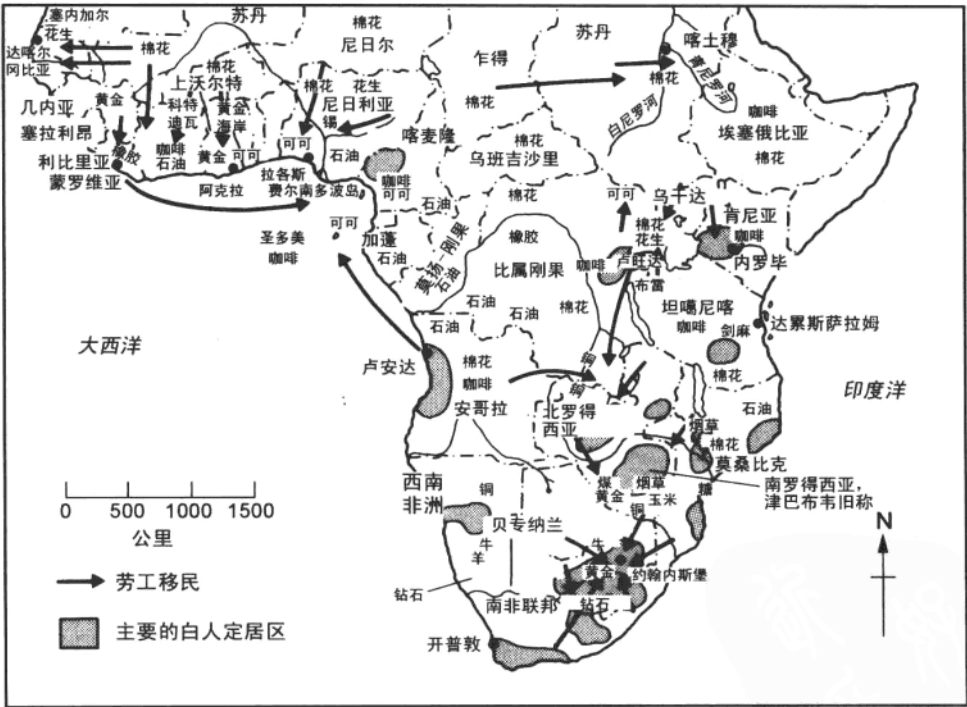 塞内加尔
花生
达喀尔
冈比亚
棉花
苏丹
棉花
尼日尔
乍得
苏丹
喀土穆
棉花
青尼罗河
白尼罗河
几内亚
黄金
棉花
上沃尔特
科特
迪瓦
黄金
海岸
棉花
花生
尼日利亚
锡
喀麦隆
棉花
棉花
乌班吉沙里
咖啡
埃塞俄比亚
棉花
塞拉利昂
利比里亚
橡胶
蒙罗维亚
咖啡
石油
黄金
可可
可可
石油
阿克拉
拉各斯
费尔南多波岛
咖啡
可可
石油
棉花
可可
乌干达
肯尼亚
咖啡
内罗毕
可可
圣多美
咖啡
加蓬
石油
莫扬—刚果
石油
橡胶
比属刚果
棉花
花生
咖啡
卢旺达
布雷
坦噶尼喀
咖啡
剑麻
达累斯萨拉姆
石油
石油
棉花
棉花
大西洋
印度洋
卢安达
棉花
咖啡
安哥拉
铜
铜
北罗得
西亚
石油
烟草
棉花
莫桑比克
糖
南罗得西亚，
津巴布韦旧称
西南
非洲
铜
煤
黄金
烟草
玉米
铜
贝专纳兰
牛
羊
牛
黄金
约翰内斯堡
钻石
南非联邦
钻石
开普敦
0 500 1000 1500
公里
劳工移民
主要的白人定居区
N